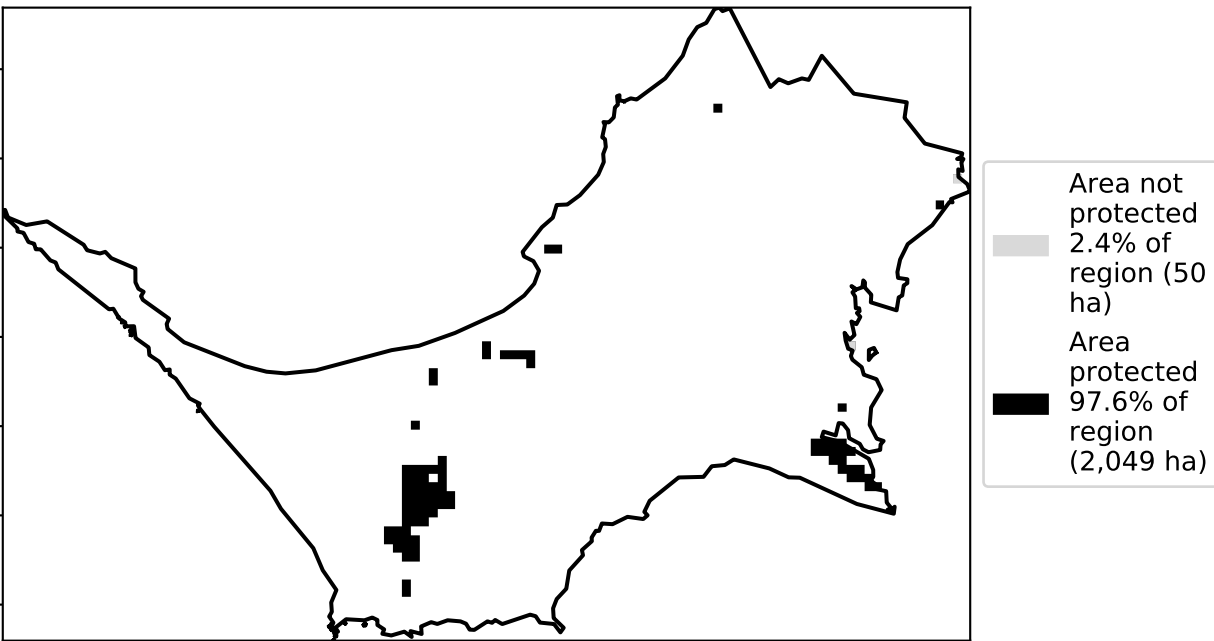 Area not
protected
2.4% of
region (50
ha)
Area
protected
97.6% of
region
(2,049 ha)